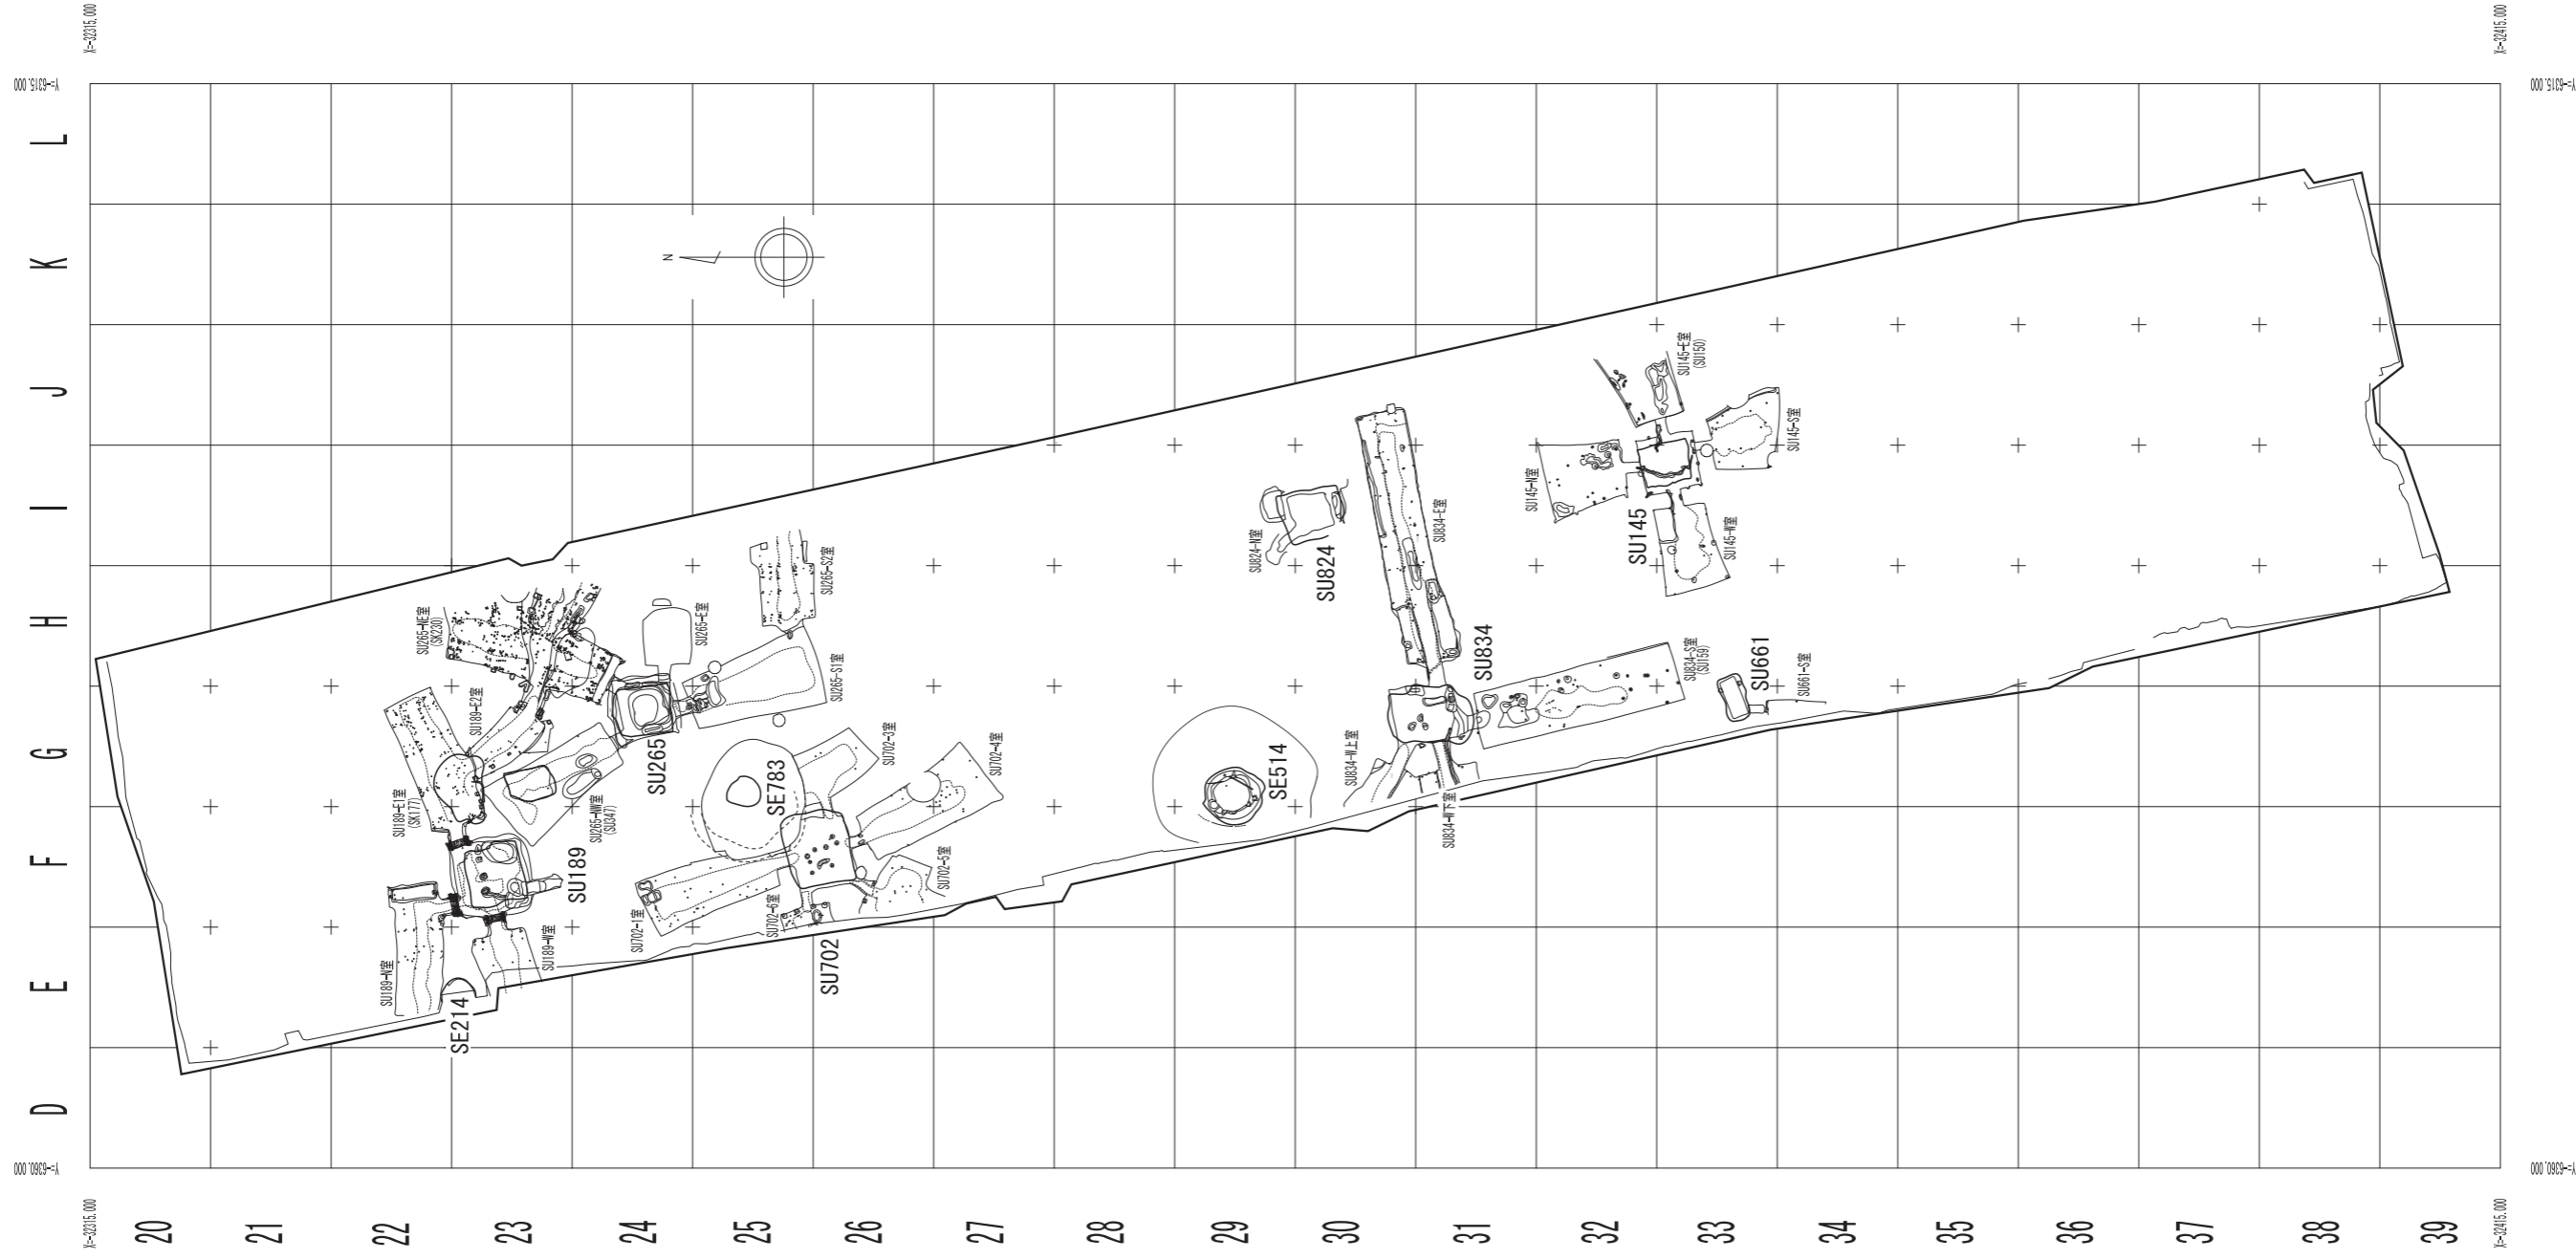 X=-32315.000
X=-32415.000
Y=-6315.000
Y=-6315.000
L
K
J
I
H
G
F
E
D
N
SU145-E室
(SU150)
SU145-S室
SU145-N室
SU145
SU145-W室
SU824-N室
SU824
SU834-E室
SU265-S2室
SU265-NE室
(SK230)
SU265-E室
SU265-S1室
SU834
SU834-S室
(SU159)
SU661
SU661-S室
SU189-E2室
SU265
SU702-3室
SU702-4室
SE783
SE514
SU834-W上室
SU834-W下室
SU189-E1室
(SK177)
SU265-NW室
(SU347)
SU189
SU702-5室
SU702-1室
SU702-6室
SU702
SU189-N室
SU189-W室
SE214
Y=-6360.000
Y=-6360.000
X=-32315.000
X=-32415.000
20
21
22
23
24
25
26
27
28
29
30
31
32
33
34
35
36
37
38
39